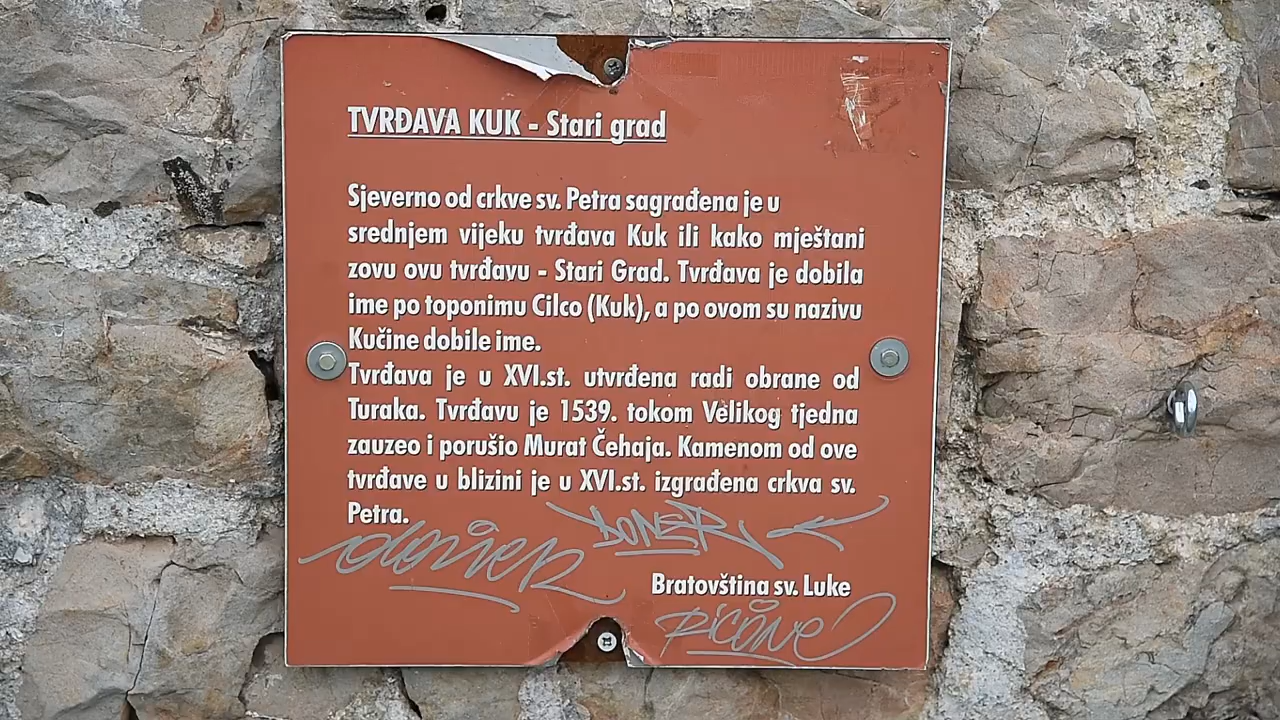 TVRĐAVA KUK - Stari grad
Sjeverno od crkve sv. Petra sagrađena je u
srednjem vijeku tvrđava Kuk ili kako mještani
zovu ovu tvrđavu - Stari Grad. Tvrđava je dobila
ime po toponimu Cilco (Kuk), a po ovom su nazivu
Kučine dobile ime.
Tvrđava je u XVI.st. utvrđena radi obrane od
Turaka. Tvrđavu je 1539. tokom Velikog tjedna
zauzeo i porušio Murat Čehaja. Kamenom od ove
tvrđave u blizini je u XVI.st. izgrađena crkva sv.
Petra.
Bratovština sv. Luke